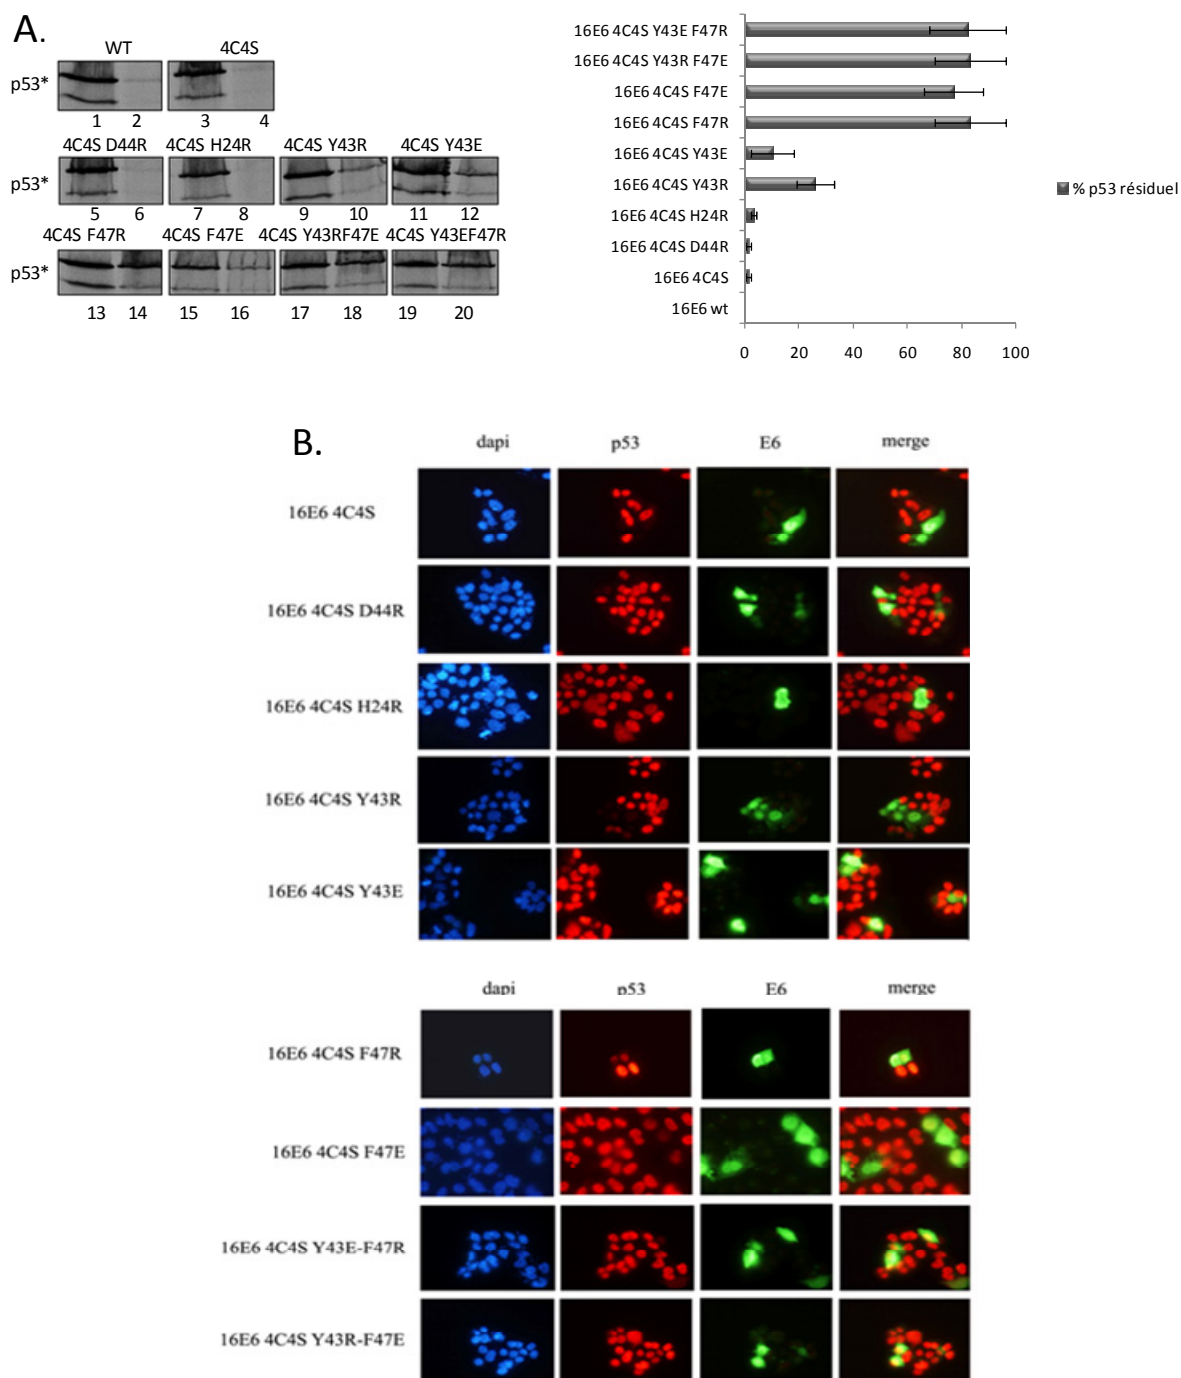 A.
WT 4C4S
p53*
1 2 3 4
4C4S D44R 4C4S H24R 4C4S Y43R 4C4S Y43E
p53*
5 6 7 8 9 10 11 12
4C4S F47R 4C4S F47E 4C4S Y43RF47E 4C4S Y43EF47R
p53*
13 14 15 16 17 18 19 20
16E6 4C4S Y43E F47R
16E6 4C4S Y43R F47E
16E6 4C4S F47E
16E6 4C4S F47R
16E6 4C4S Y43E
16E6 4C4S Y43R
16E6 4C4S H24R
16E6 4C4S D44R
16E6 4C4S
16E6 wt
0 20 40 60 80 100
% p53 résiduel
B.
dapi p53 E6 merge
16E6 4C4S
16E6 4C4S D44R
16E6 4C4S H24R
16E6 4C4S Y43R
16E6 4C4S Y43E
dapi p53 E6 merge
16E6 4C4S F47R
16E6 4C4S F47E
16E6 4C4S Y43E-F47R
16E6 4C4S Y43R-F47E